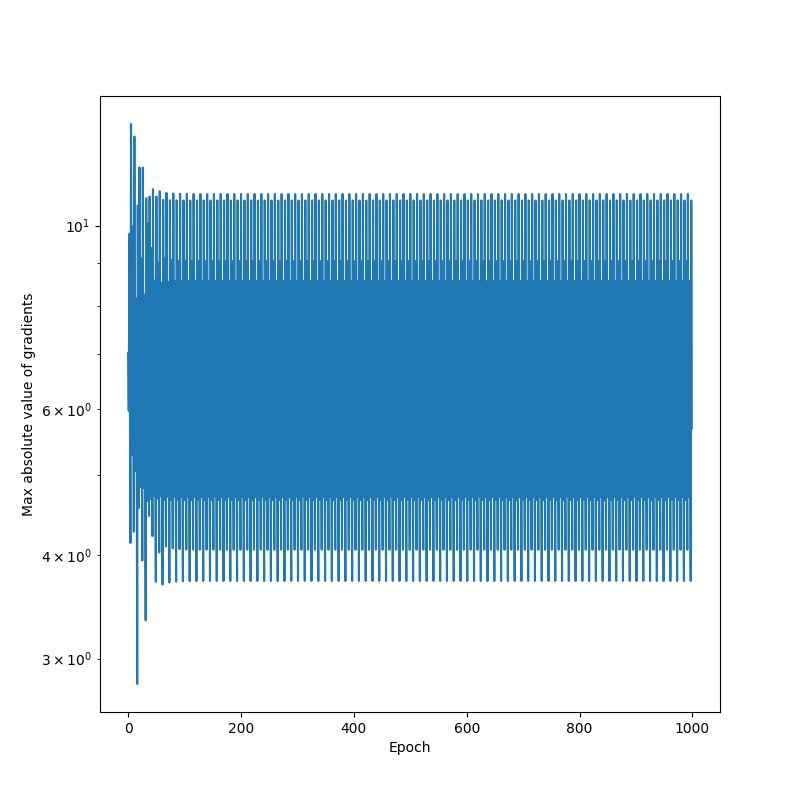 Max absolute value of gradients
10¹
6 × 10⁰
4 × 10⁰
3 × 10⁰
0 200 400 600 800 1000
Epoch